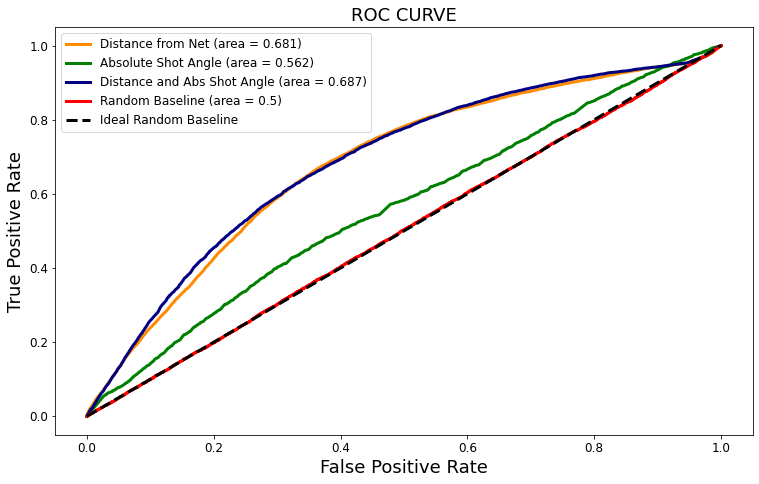 ROC CURVE
Distance from Net (area = 0.681)
Absolute Shot Angle (area = 0.562)
Distance and Abs Shot Angle (area = 0.687)
Random Baseline (area = 0.5)
Ideal Random Baseline
True Positive Rate
1.0
0.8
0.6
0.4
0.2
0.0
0.0 0.2 0.4 0.6 0.8 1.0
False Positive Rate